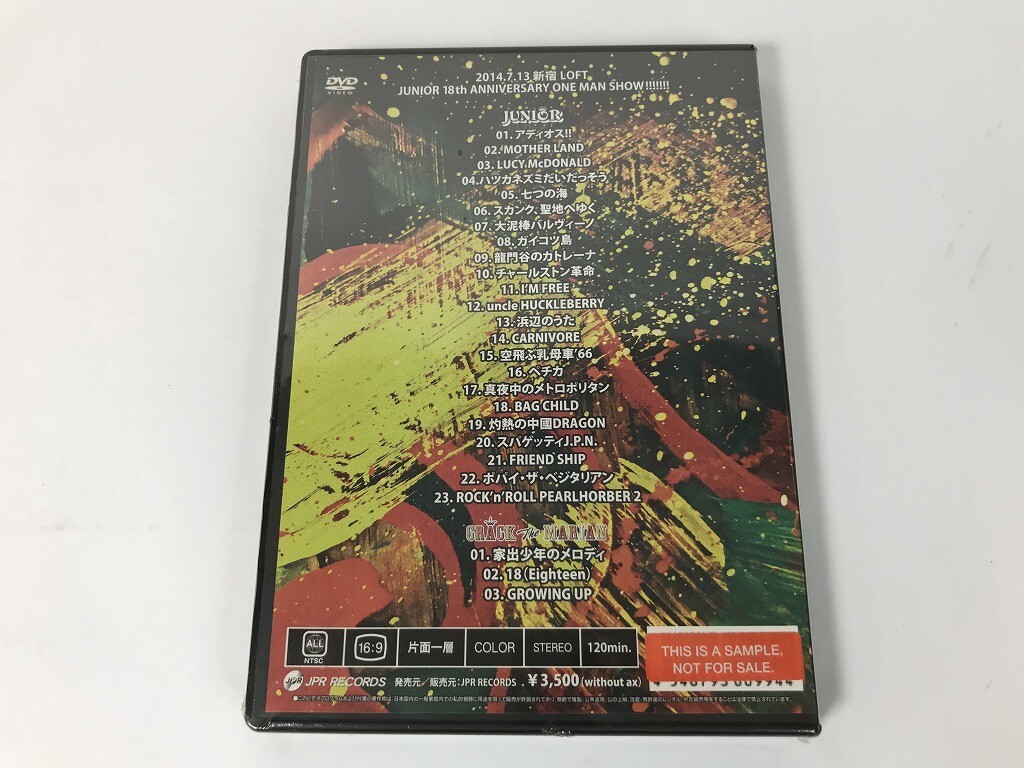 DVD
VIDEO
2014.7.13 新宿 LOFT
JUNIOR 18th ANNIVERSARY ONE MAN SHOW!!!!!!!
JUNIOR
01. アディオス!!
02. MOTHER LAND
03. LUCY McDONALD
04. ハツカネズミだいだっそう
05. 七つの海
06. スカンク、聖地へゆく
07. 大泥棒バルヴィーノ
08. ガイコツ島
09. 龍門谷のカトレーナ
10. チャールストン革命
11. I'M FREE
12. uncle HUCKLEBERRY
13. 浜辺のうた
14. CARNIVORE
15. 空飛ぶ乳母車'66
16. ペチカ
17. 真夜中のメトロポリタン
18. BAG CHILD
19. 灼熱の中國DRAGON
20. スパゲッティJ.P.N.
21. FRIEND SHIP
22. ポパイ・ザ・ベジタリアン
23. ROCK'n'ROLL PEARLHORBER 2
CRACK The MARIAN
01. 家出少年のメロディ
02. 18(Eighteen)
03. GROWING UP
ALL
NTSC
16:9
片面一層
COLOR
STEREO
120min.
THIS IS A SAMPLE,
NOT FOR SALE.
JPR JPR RECORDS 発売元/販売元:JPR RECORDS ¥3,500 (without ax)